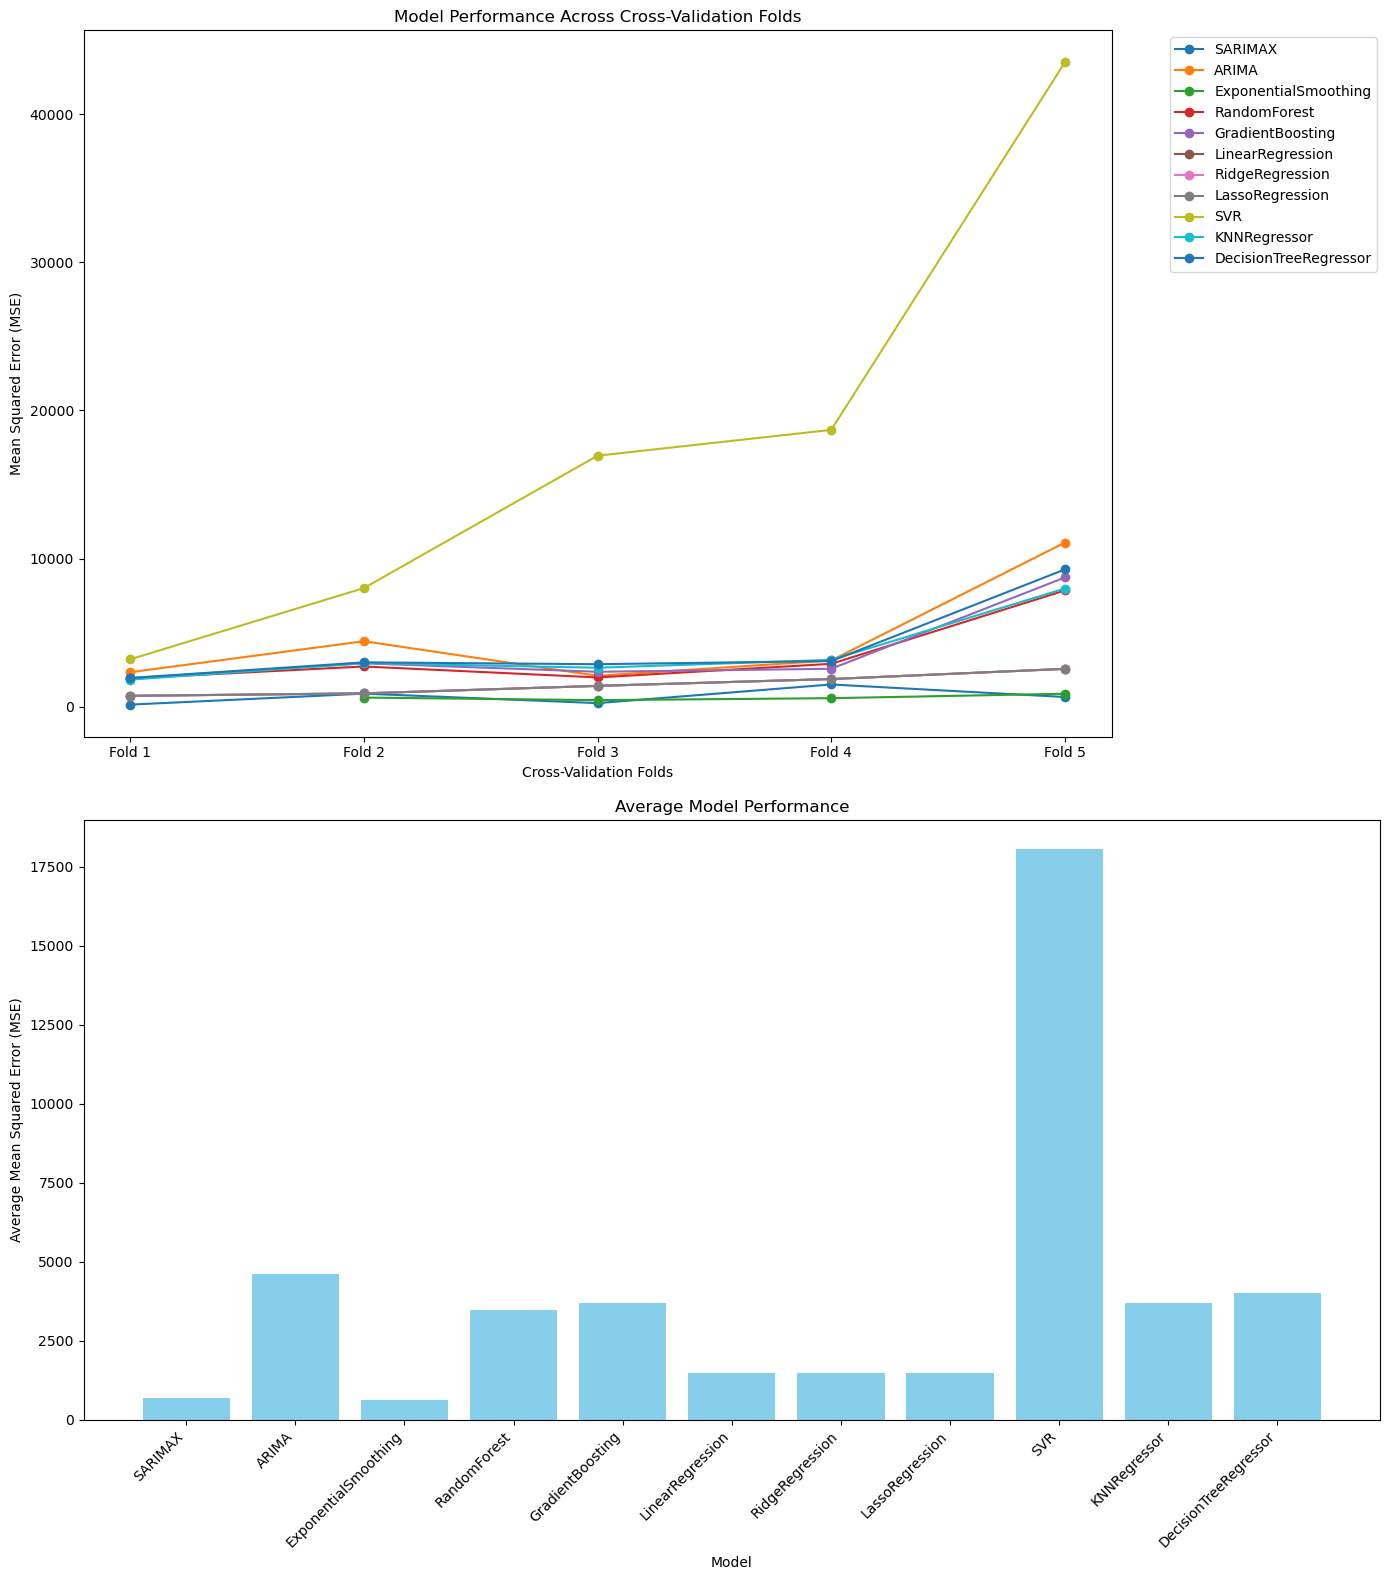 Model Performance Across Cross-Validation Folds
Mean Squared Error (MSE)
40000
30000
20000
10000
0
Fold 1
Fold 2
Fold 3
Fold 4
Fold 5
Cross-Validation Folds
SARIMAX
ARIMA
ExponentialSmoothing
RandomForest
GradientBoosting
LinearRegression
RidgeRegression
LassoRegression
SVR
KNNRegressor
DecisionTreeRegressor
Average Model Performance
Average Mean Squared Error (MSE)
17500
15000
12500
10000
7500
5000
2500
0
SARIMAX
ARIMA
ExponentialSmoothing
RandomForest
GradientBoosting
LinearRegression
RidgeRegression
LassoRegression
SVR
KNNRegressor
DecisionTreeRegressor
Model